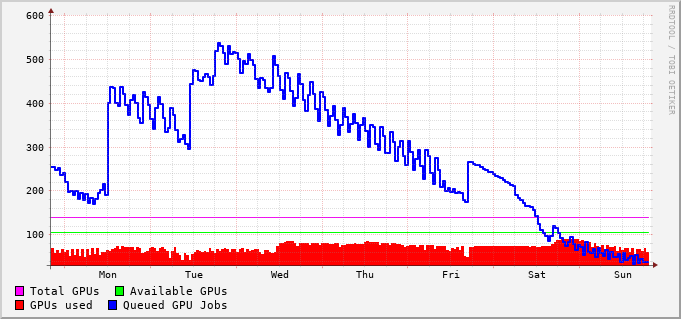 600
500
400
300
200
100
Mon Tue Wed Thu Fri Sat Sun
Total GPUs Available GPUs
GPUs used Queued GPU Jobs
RRDTOOL / TOBI OETIKER